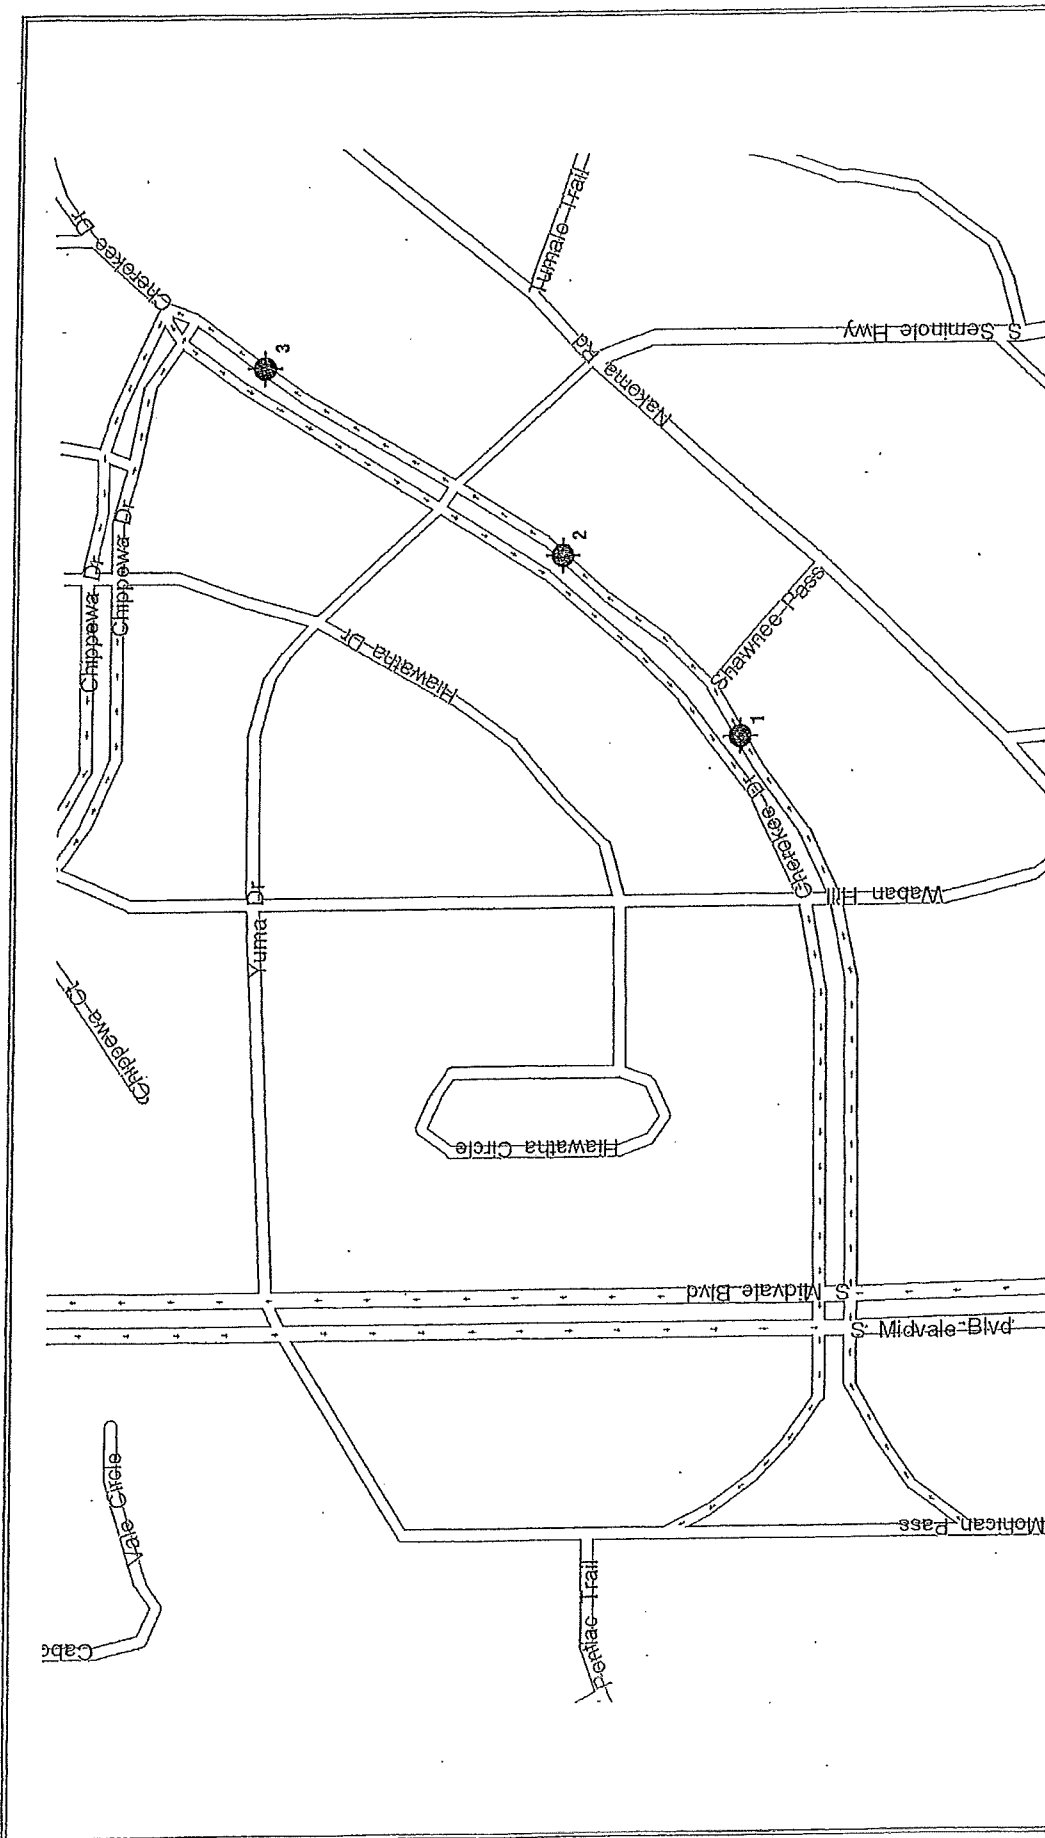 Cherokee Dr
Tumalo Trail
3
Nakoma Rd
S Seminole Hwy
2
Chippewa Dr
Chippewa Dr
Hiawatha Dr
Shawnee Pass
1
Cherokee Dr
Yuma Dr
Waban Hill
Chippewa Ct
Hiawatha Circle
S Midvale Blvd
S Midvale Blvd
Vale Circle
Mohican Pass
Pontiac Trail